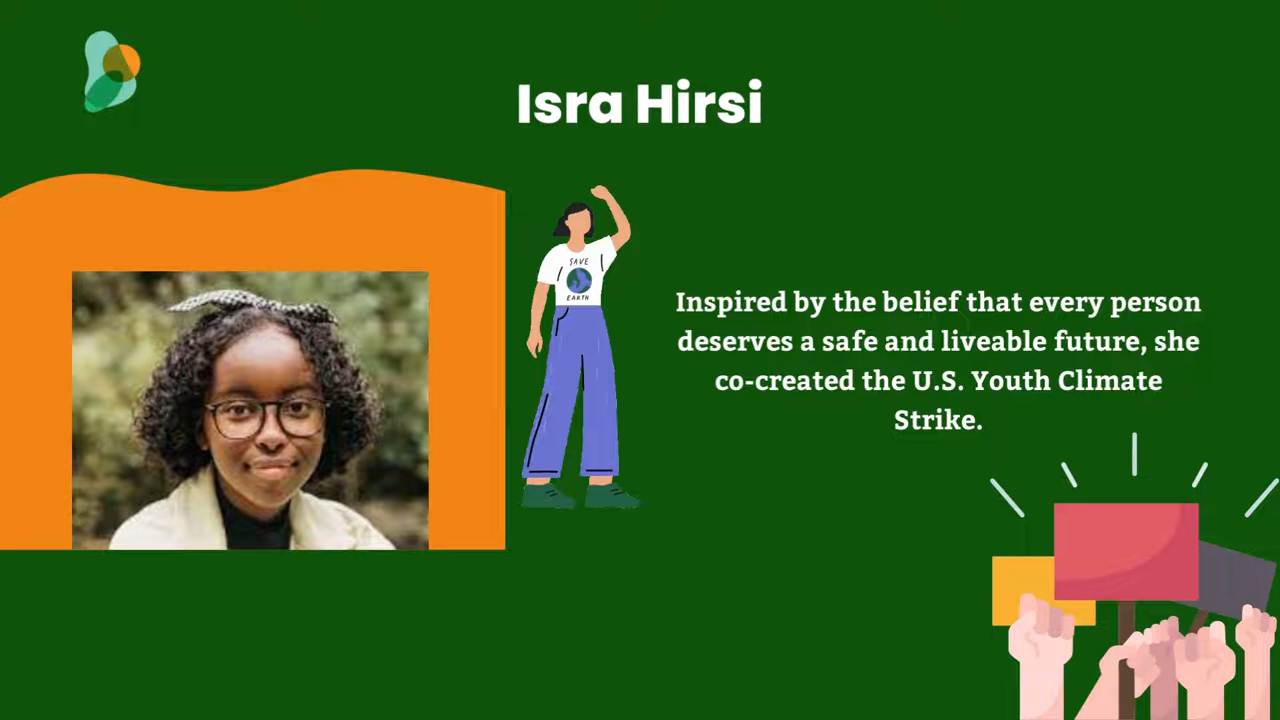 Isra Hirsi
SAVE
EARTH
Inspired by the belief that every person
deserves a safe and liveable future, she
co-created the U.S. Youth Climate
Strike.